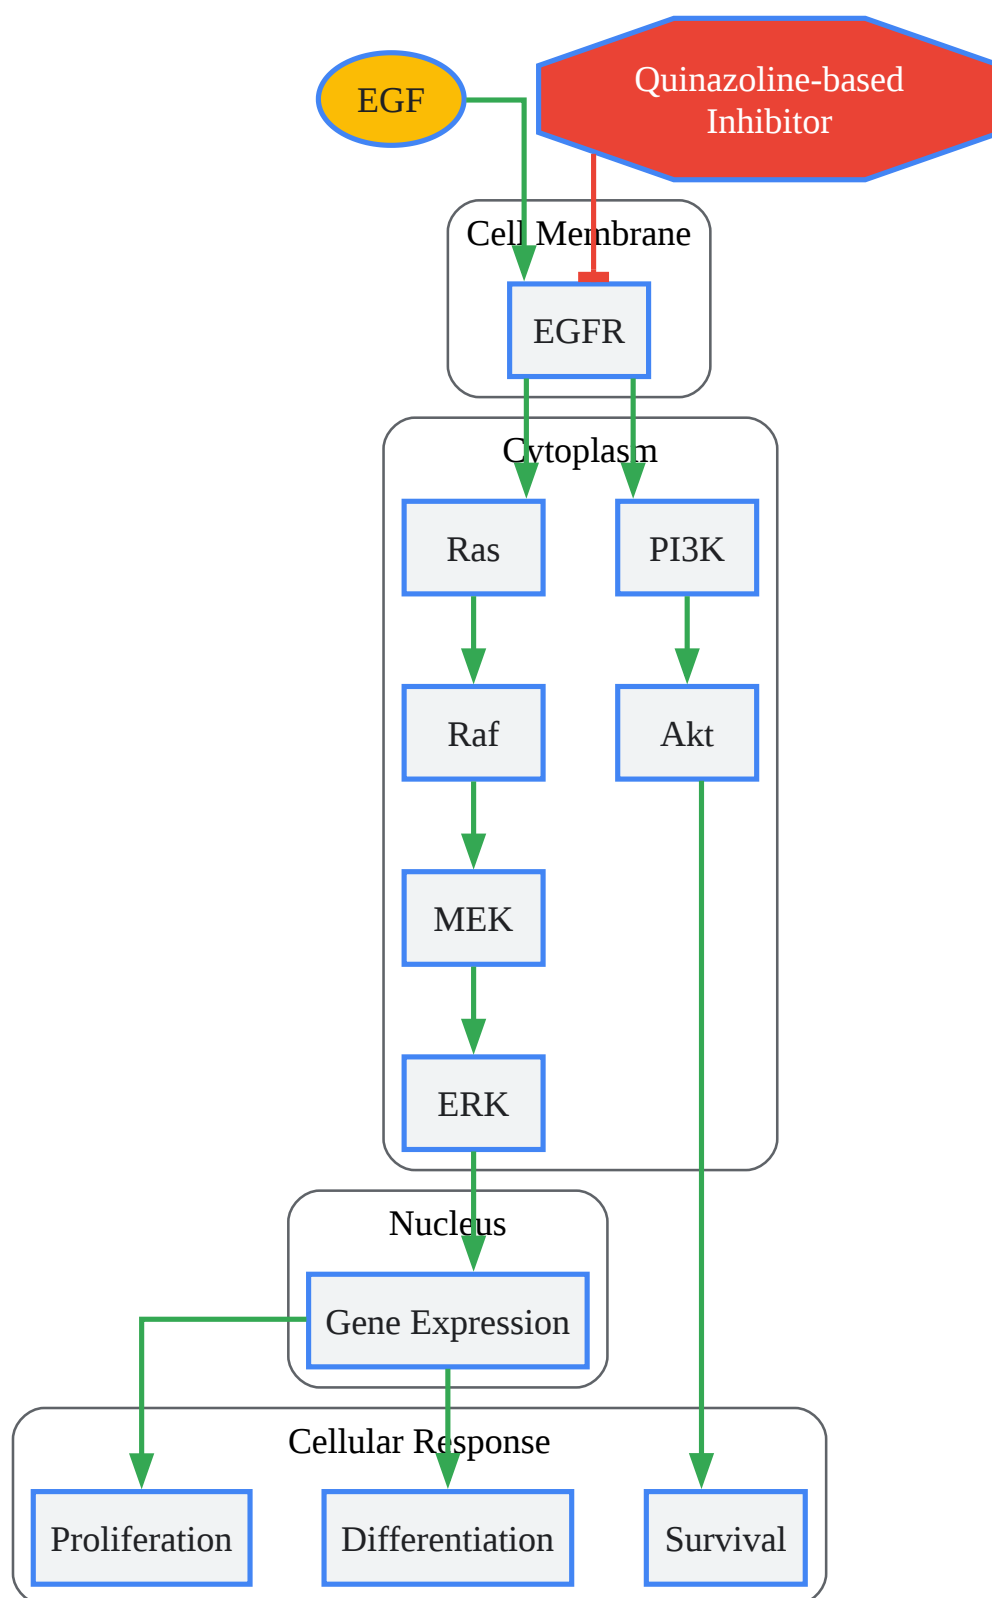 EGF
Quinazoline-based
Inhibitor
Cell Membrane
EGFR
Cytoplasm
Ras
PI3K
Raf
Akt
MEK
ERK
Nucleus
Gene Expression
Cellular Response
Proliferation
Differentiation
Survival